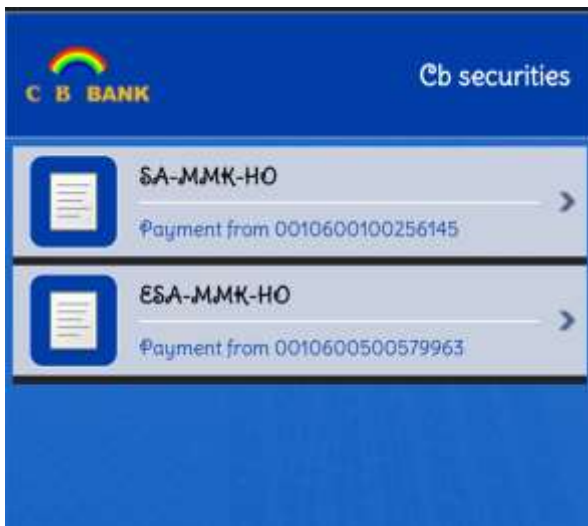 C B BANK
Cb securities
SA-MMK-HO
Payment from 0010600100256145
ESA-MMK-HO
Payment from 0010600500579963